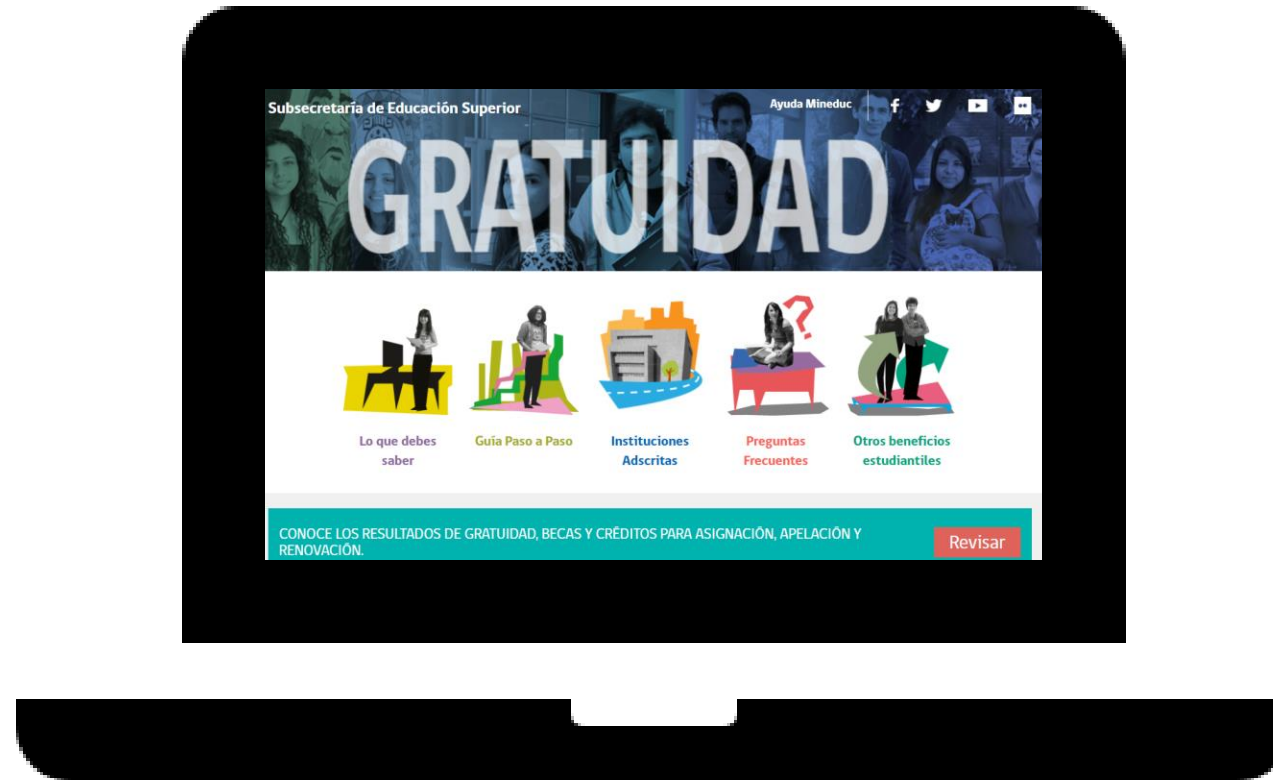 Subsecretaría de Educación Superior
Ayuda Mineduc
GRATUIDAD
Lo que debes
saber
Guía Paso a Paso
Instituciones
Adscritas
Preguntas
Frecuentes
Otros beneficios
estudiantiles
CONOCE LOS RESULTADOS DE GRATUIDAD, BECAS Y CRÉDITOS PARA ASIGNACIÓN, APELACIÓN Y
RENOVACIÓN.
Revisar